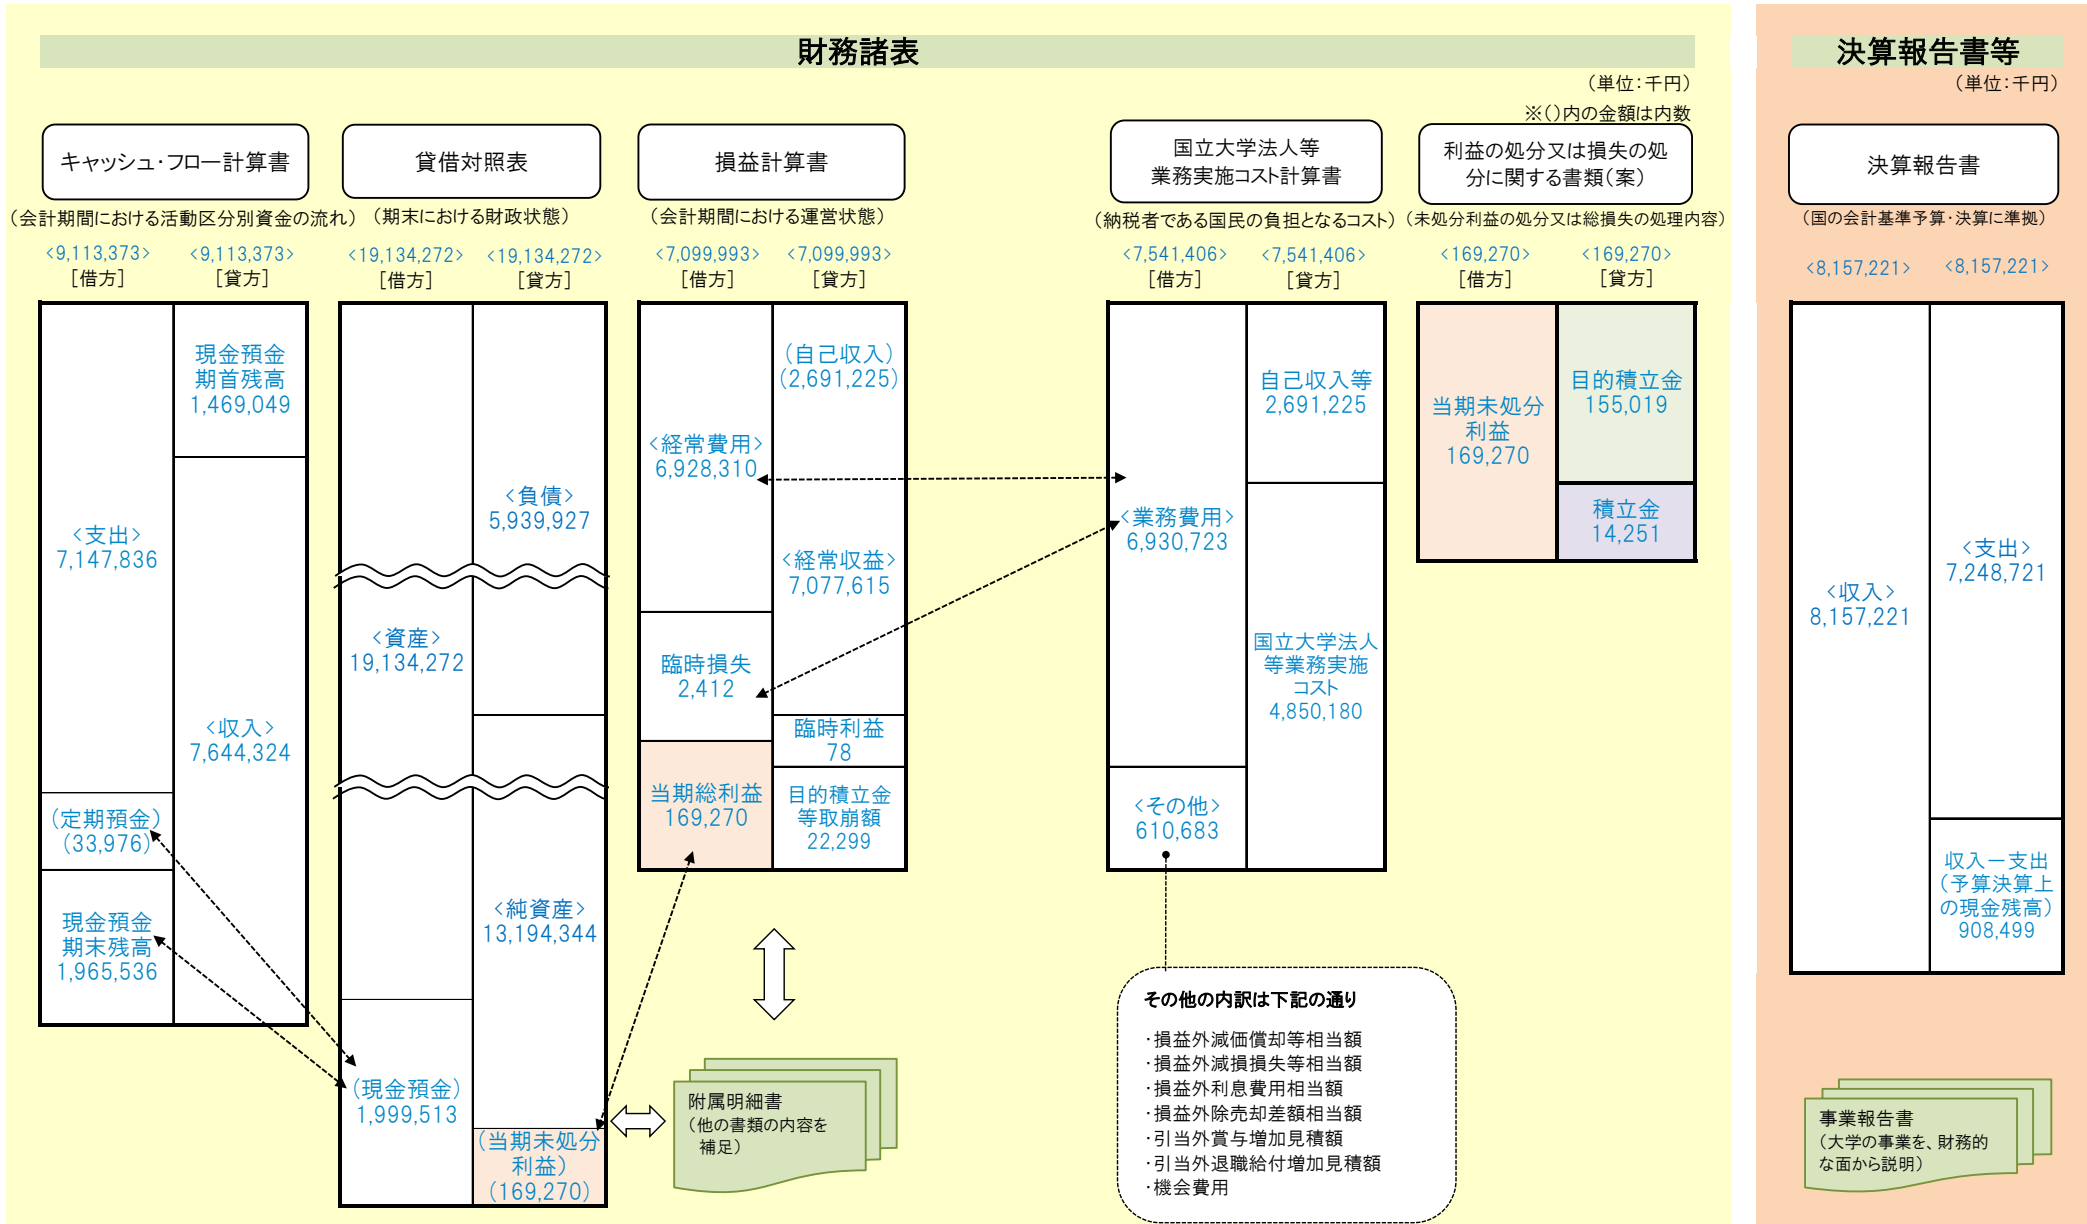 財務諸表
（単位：千円）
※（）内の金額は内数
キャッシュ・フロー計算書
（会計期間における活動区分別資金の流れ）
<9,113,373>
<9,113,373>
［借方］
［貸方］
<支出>
7,147,836
（定期預金）
（33,976）
現金預金
期末残高
1,965,536
現金預金
期首残高
1,469,049
<収入>
7,644,324
貸借対照表
（期末における財政状態）
<19,134,272>
<19,134,272>
［借方］
［貸方］
<資産>
19,134,272
（現金預金）
1,999,513
<負債>
5,939,927
<純資産>
13,194,344
（当期未処分
利益）
（169,270）
損益計算書
（会計期間における運営状態）
<7,099,993>
<7,099,993>
［借方］
［貸方］
<経常費用>
6,928,310
臨時損失
2,412
当期総利益
169,270
（自己収入）
（2,691,225）
<経常収益>
7,077,615
臨時利益
78
目的積立金
等取崩額
22,299
附属明細書
（他の書類の内容を
補足）
国立大学法人等
業務実施コスト計算書
（納税者である国民の負担となるコスト）
<7,541,406>
<7,541,406>
［借方］
［貸方］
<業務費用>
6,930,723
<その他>
610,683
自己収入等
2,691,225
国立大学法人
等業務実施
コスト
4,850,180
その他の内訳は下記の通り
・損益外減価償却等相当額
・損益外減損損失等相当額
・損益外利息費用相当額
・損益外除売却差額相当額
・引当外賞与増加見積額
・引当外退職給付増加見積額
・機会費用
利益の処分又は損失の処
分に関する書類（案）
（未処分利益の処分又は総損失の処理内容）
<169,270>
<169,270>
［借方］
［貸方］
当期未処分
利益
169,270
目的積立金
155,019
積立金
14,251
決算報告書等
（単位：千円）
決算報告書
（国の会計基準予算・決算に準拠）
<8,157,221>
<8,157,221>
<収入>
8,157,221
<支出>
7,248,721
収入－支出
（予算決算上
の現金残高）
908,499
事業報告書
（大学の事業を、財務的
な面から説明）